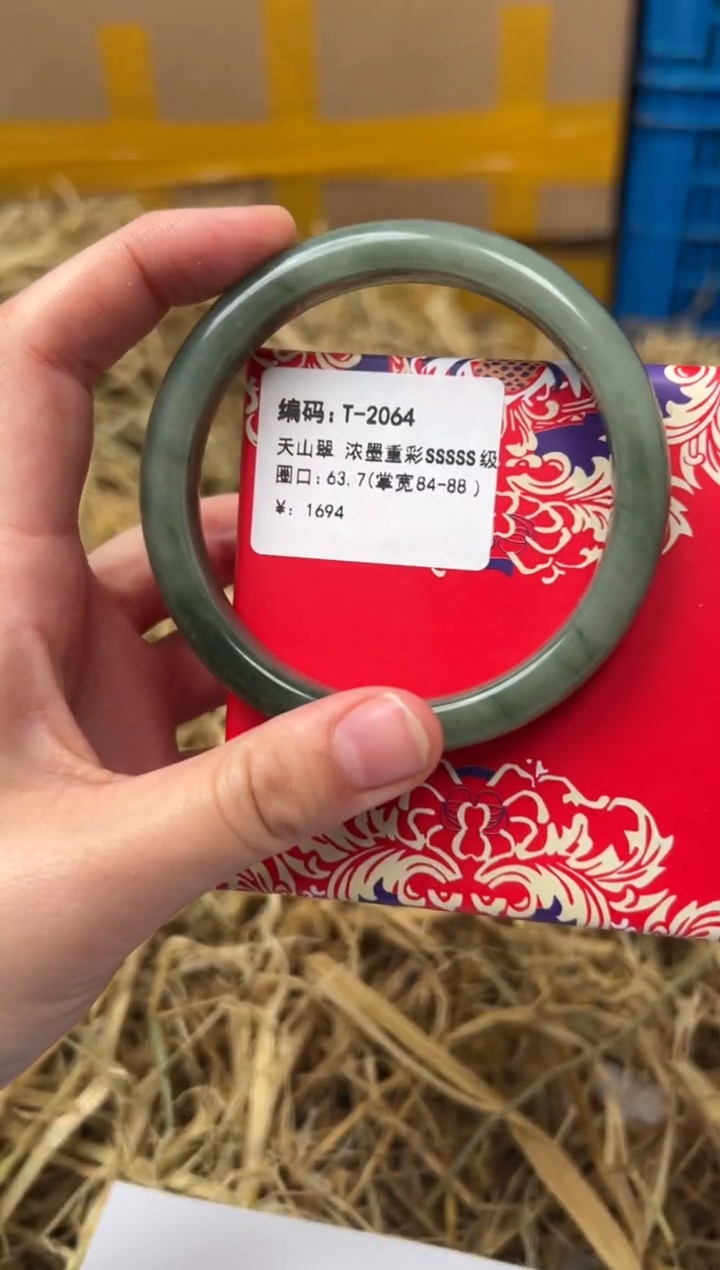 编码：T-2064
天山翠 浓墨重彩SSSSS级
圈口：63.7(掌宽84-88 )
¥：1694